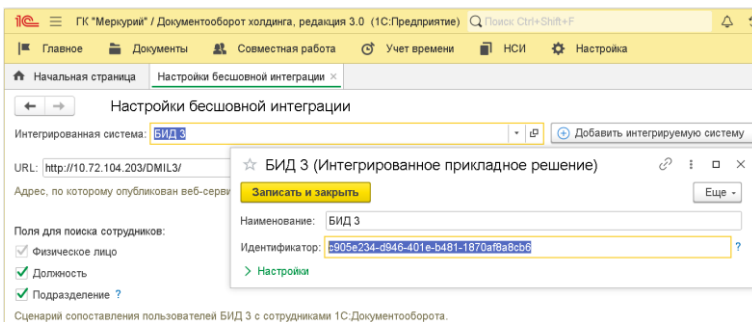 1С ГК "Меркурий" / Документооборот холдинга, редакция 3.0 (1С:Предприятие) Поиск Ctrl+Shift+F
Главное Документы Совместная работа Учет времени НСИ Настройка
Начальная страница Настройки бесшовной интеграции ×
Настройки бесшовной интеграции
Интегрированная система: БИД 3 Добавить интегрируемую систему
URL: http://10.72.104.203/DMIL3/
Адрес, по которому опубликован веб-серви
БИД 3 (Интегрированное прикладное решение)
Записать и закрыть Еще
Наименование: БИД 3
Идентификатор: c905e234-d946-401e-b481-1870af8a8cb6 ?
Настройки
Поля для поиска сотрудников:
Физическое лицо
Должность
Подразделение ?
Сценарий сопоставления пользователей БИД 3 с сотрудниками 1С:Документооборота.